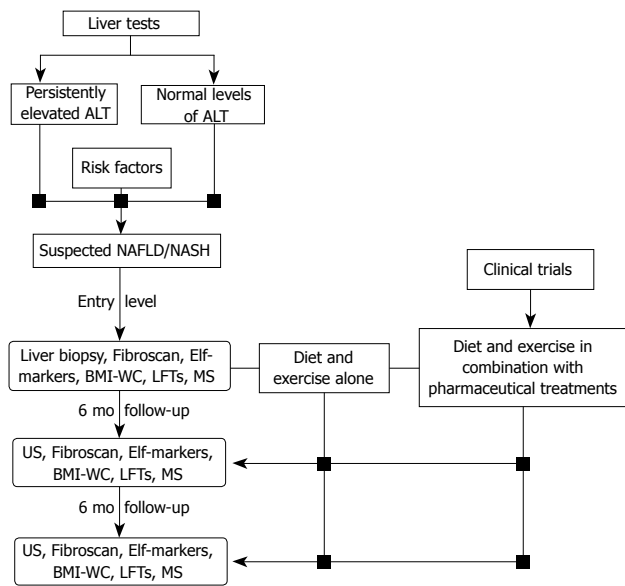 Liver tests
Persistently
elevated ALT
Normal levels
of ALT
Risk factors
Suspected NAFLD/NASH
Clinical trials
Entry level
Liver biopsy, Fibroscan, Elf-
markers, BMI-WC, LFTs, MS
Diet and
exercise alone
Diet and exercise in
combination with
pharmaceutical treatments
6 mo follow-up
US, Fibroscan, Elf-markers,
BMI-WC, LFTs, MS
6 mo follow-up
US, Fibroscan, Elf-markers,
BMI-WC, LFTs, MS